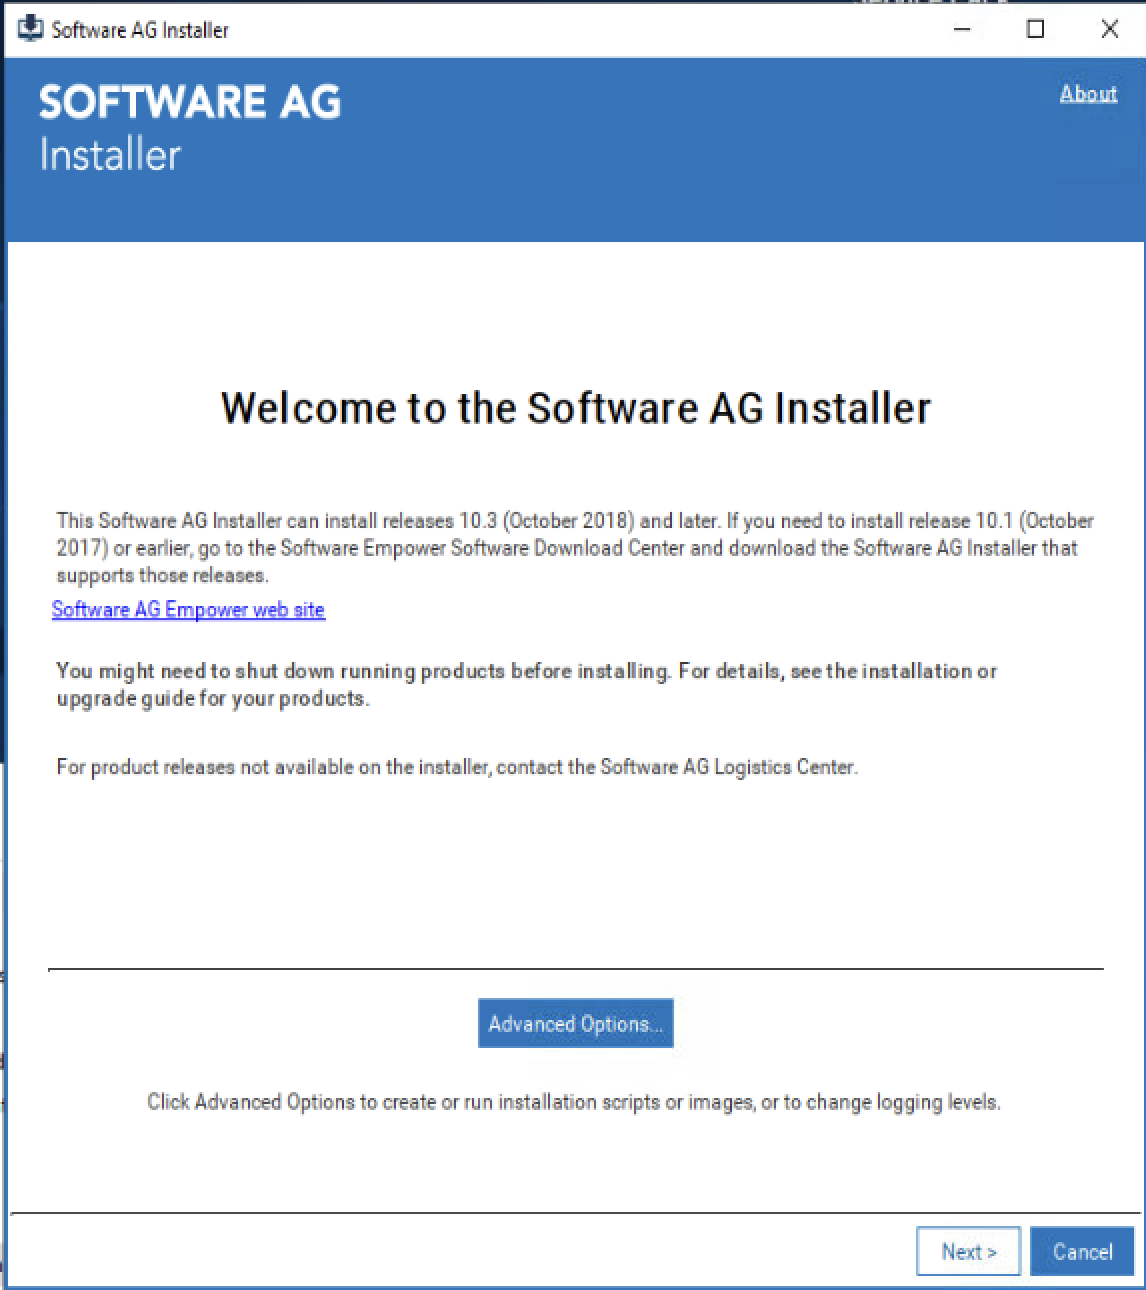 Software AG Installer
SOFTWARE AG
Installer
About
Welcome to the Software AG Installer
This Software AG Installer can install releases 10.3 (October 2018) and later. If you need to install release 10.1 (October
2017) or earlier, go to the Software Empower Software Download Center and download the Software AG Installer that
supports those releases.
Software AG Empower web site
You might need to shut down running products before installing. For details, see the installation or
upgrade guide for your products.
For product releases not available on the installer, contact the Software AG Logistics Center.
Advanced Options...
Click Advanced Options to create or run installation scripts or images, or to change logging levels.
Next >
Cancel